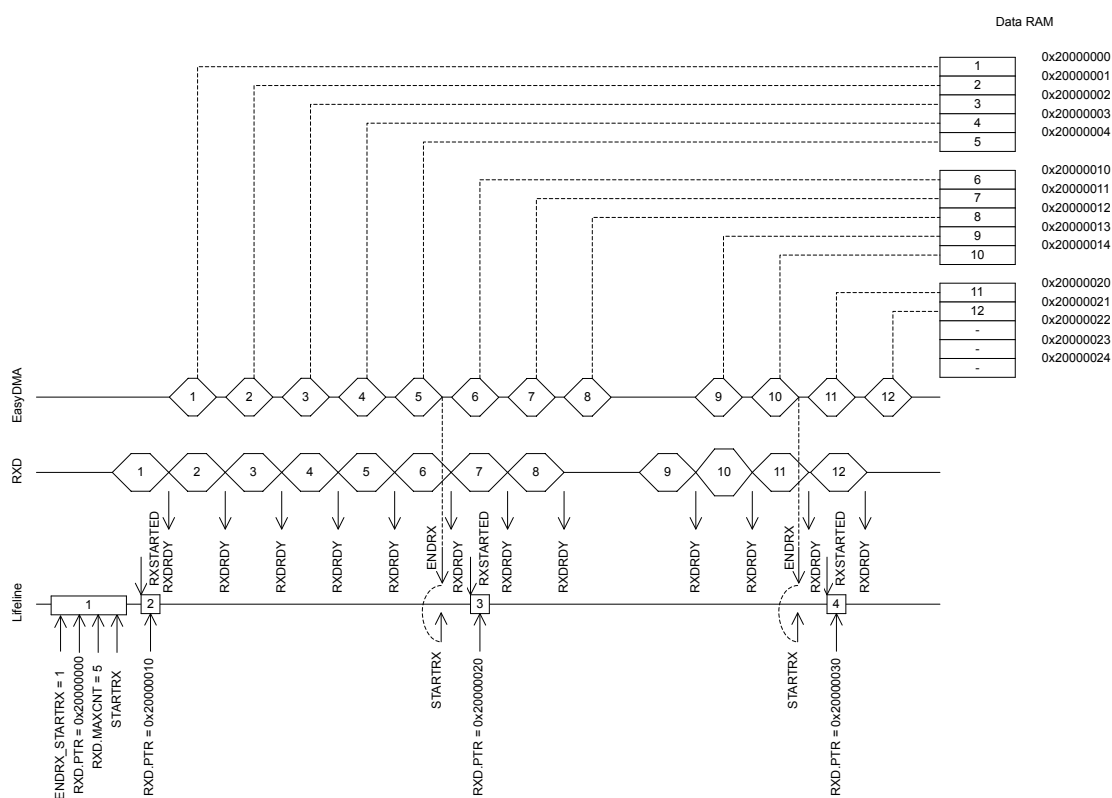 Data RAM
1 0x20000000
2 0x20000001
3 0x20000002
4 0x20000003
5 0x20000004
6 0x20000010
7 0x20000011
8 0x20000012
9 0x20000013
10 0x20000014
11 0x20000020
12 0x20000021
- 0x20000022
- 0x20000023
- 0x20000024
EasyDMA
1 2 3 4 5 6 7 8 9 10 11 12
RXD
1 2 3 4 5 6 7 8 9 10 11 12
RXSTARTED
RXDRDY
RXDRDY
RXDRDY
RXDRDY
RXDRDY
ENDRX
RXDRDY
RXSTARTED
RXDRDY
RXDRDY
RXDRDY
RXDRDY
ENDRX
RXDRDY
RXSTARTED
RXDRDY
Lifeline
1 2 3 4
ENDRX_STARTRX = 1
RXD.PTR = 0x20000000
RXD.MAXCNT = 5
STARTRX
RXD.PTR = 0x20000010
STARTRX
RXD.PTR = 0x20000020
STARTRX
RXD.PTR = 0x20000030